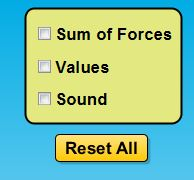 Sum of Forces
Values
Sound
Reset All